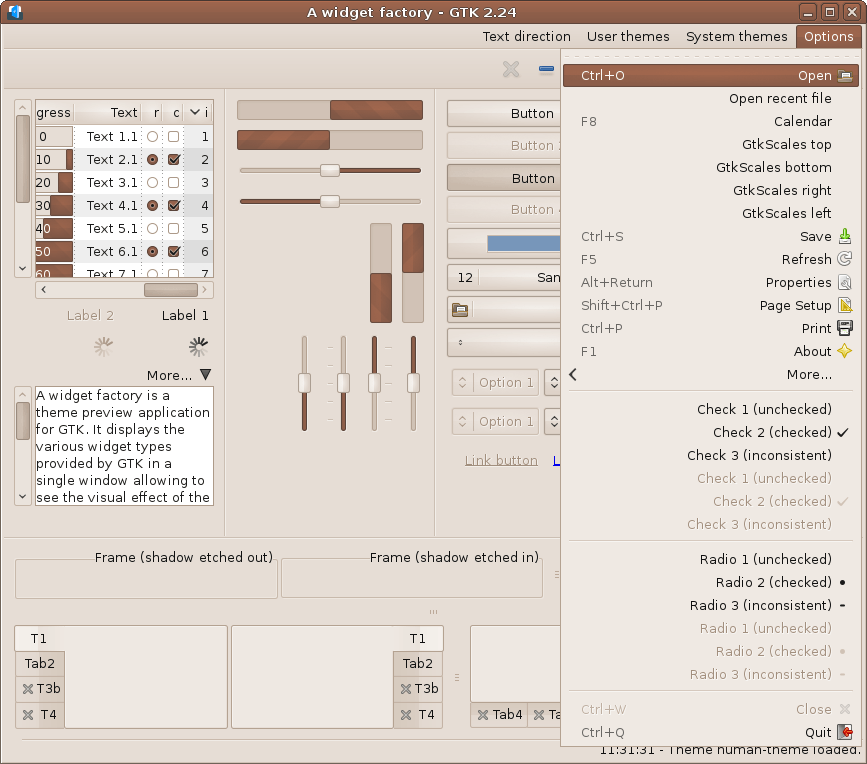 A widget factory - GTK 2.24
Text direction User themes System themes Options
Ctrl+O Open
Open recent file
F8 Calendar
GtkScales top
GtkScales bottom
GtkScales right
GtkScales left
Ctrl+S Save
F5 Refresh
Alt+Return Properties
Shift+Ctrl+P Page Setup
Ctrl+P Print
F1 About
More...
Check 1 (unchecked)
Check 2 (checked)
Check 3 (inconsistent)
Check 1 (unchecked)
Check 2 (checked)
Check 3 (inconsistent)
Radio 1 (unchecked)
Radio 2 (checked)
Radio 3 (inconsistent)
Radio 1 (unchecked)
Radio 2 (checked)
Radio 3 (inconsistent)
Ctrl+W Close
Ctrl+Q Quit
gress Text r c i
0 Text 1.1 1
10 Text 2.1 2
20 Text 3.1 3
30 Text 4.1 4
40 Text 5.1 5
50 Text 6.1 6
60 Text 7.1 7
Label 2 Label 1
More...
A widget factory is a
theme preview application
for GTK. It displays the
various widget types
provided by GTK in a
single window allowing to
see the visual effect of the
Button
Button
Button
Button
12 San
Option 1
Option 1
Link button L
Frame (shadow etched out) Frame (shadow etched in)
T1
Tab2
T3b
T4
T1
Tab2
T3b
T4
Tab4 Ta
11:31:31 - Theme human-theme loaded.